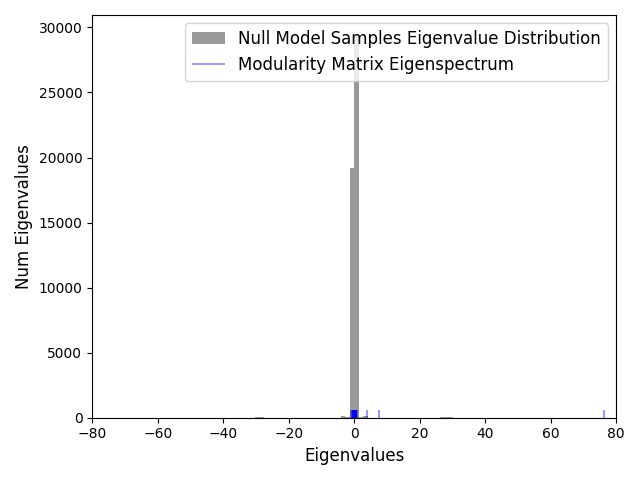 30000
25000
20000
15000
10000
5000
0
Num Eigenvalues
Null Model Samples Eigenvalue Distribution
Modularity Matrix Eigenspectrum
−80 −60 −40 −20 0 20 40 60 80
Eigenvalues